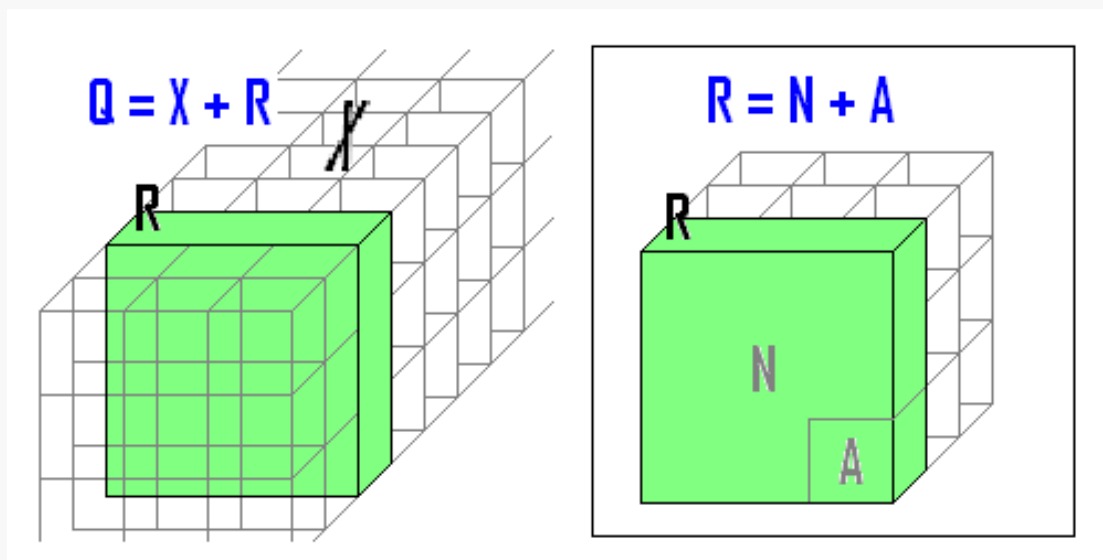 Q = X + R
X
R
R = N + A
R
N
A